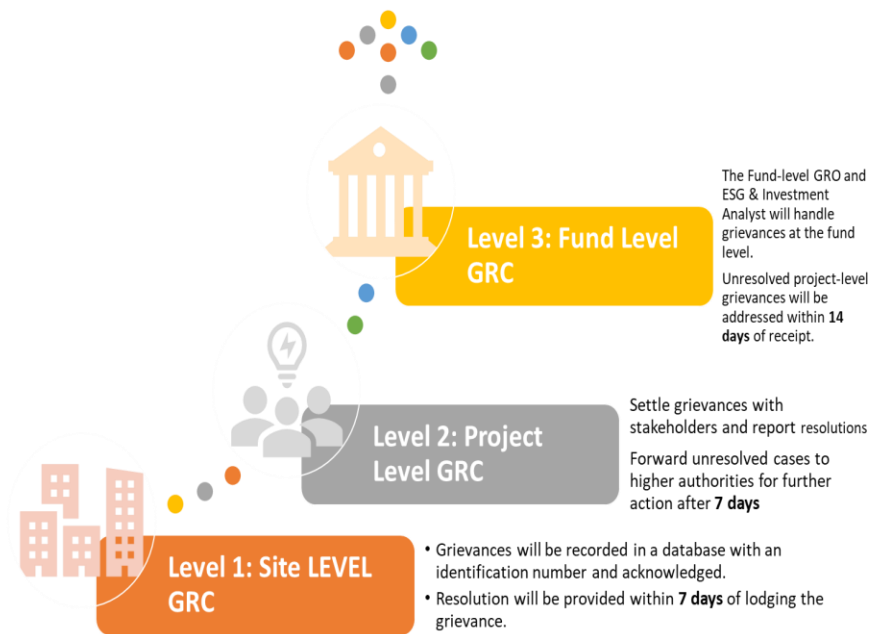 The Fund-level GRO and
ESG & Investment
Analyst will handle
grievances at the fund
level.
Unresolved project-level
grievances will be
addressed within 14
days of receipt.
Level 3: Fund Level
GRC
Settle grievances with
stakeholders and report resolutions
Forward unresolved cases to
higher authorities for further
action after 7 days
Level 2: Project
Level GRC
Level 1: Site LEVEL
GRC
• Grievances will be recorded in a database with an
identification number and acknowledged.
• Resolution will be provided within 7 days of lodging the
grievance.